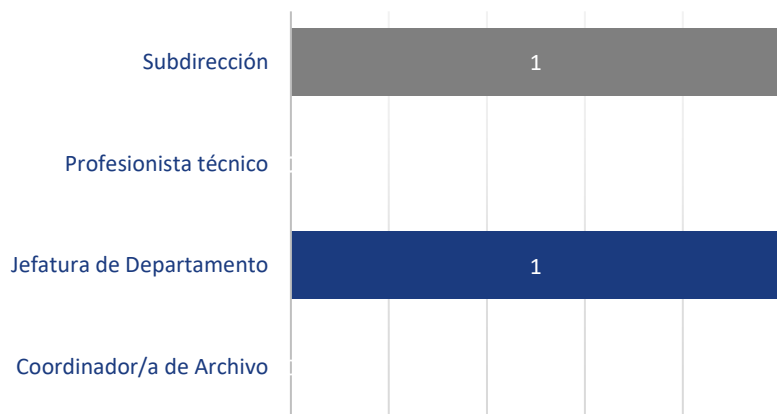 Subdirección
1
Profesionista técnico
Jefatura de Departamento
1
Coordinador/a de Archivo